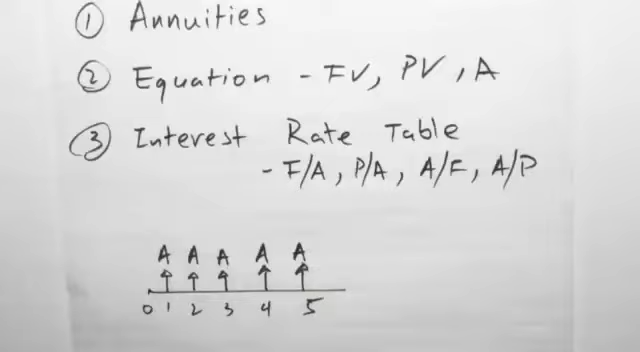 ① Annuities
② Equation - FV, PV, A
③ Interest Rate Table
- F/A, P/A, A/F, A/P
A A A A A
0 1 2 3 4 5